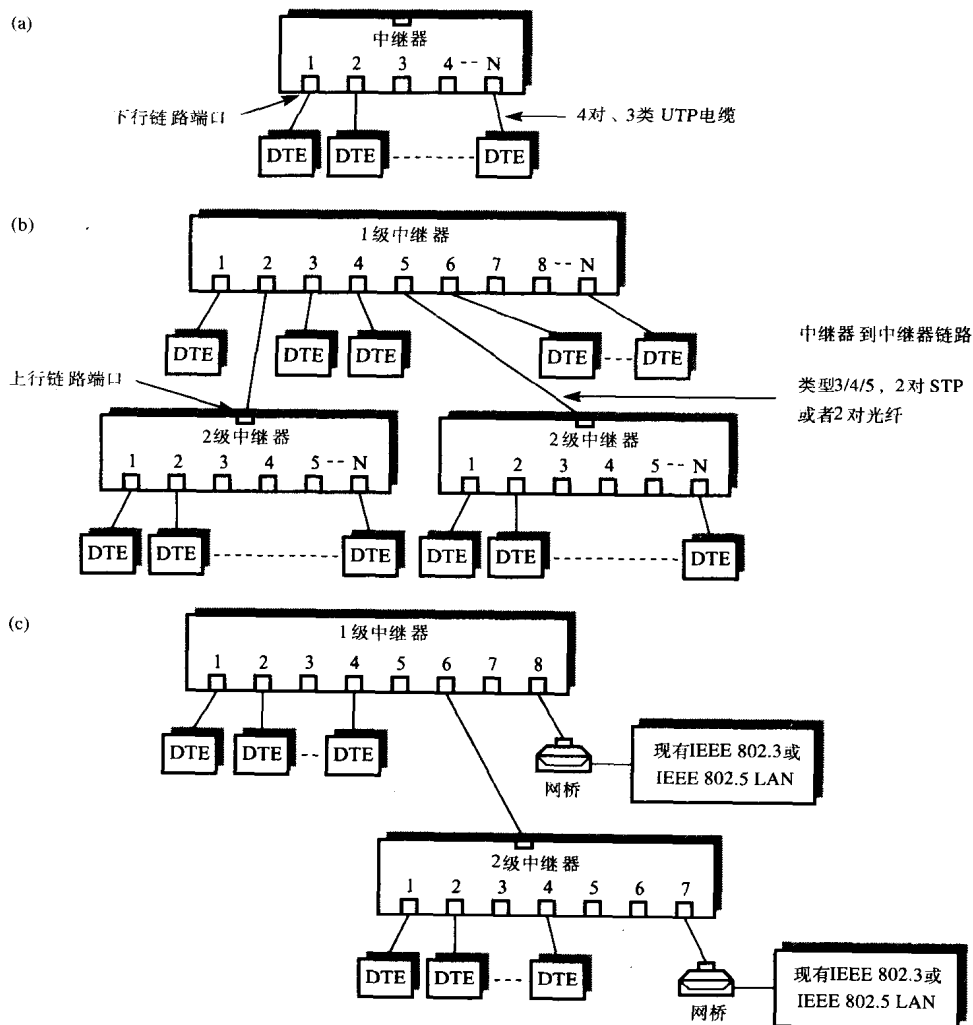 (a)
中继器
1 2 3 4 -- N
下行链路端口
4对、3类 UTP电缆
DTE DTE DTE
(b)
1级中继器
1 2 3 4 5 6 7 8 -- N
DTE DTE DTE DTE DTE
中继器到中继器链路
上行链路端口
类型3/4/5，2对 STP
或者2对光纤
2级中继器
1 2 3 4 5 -- N
DTE DTE DTE
2级中继器
1 2 3 4 5 -- N
DTE DTE DTE
(c)
1级中继器
1 2 3 4 5 6 7 8
DTE DTE DTE
网桥
现有IEEE 802.3或
IEEE 802.5 LAN
2级中继器
1 2 3 4 5 6 7
DTE DTE DTE
网桥
现有IEEE 802.3或
IEEE 802.5 LAN